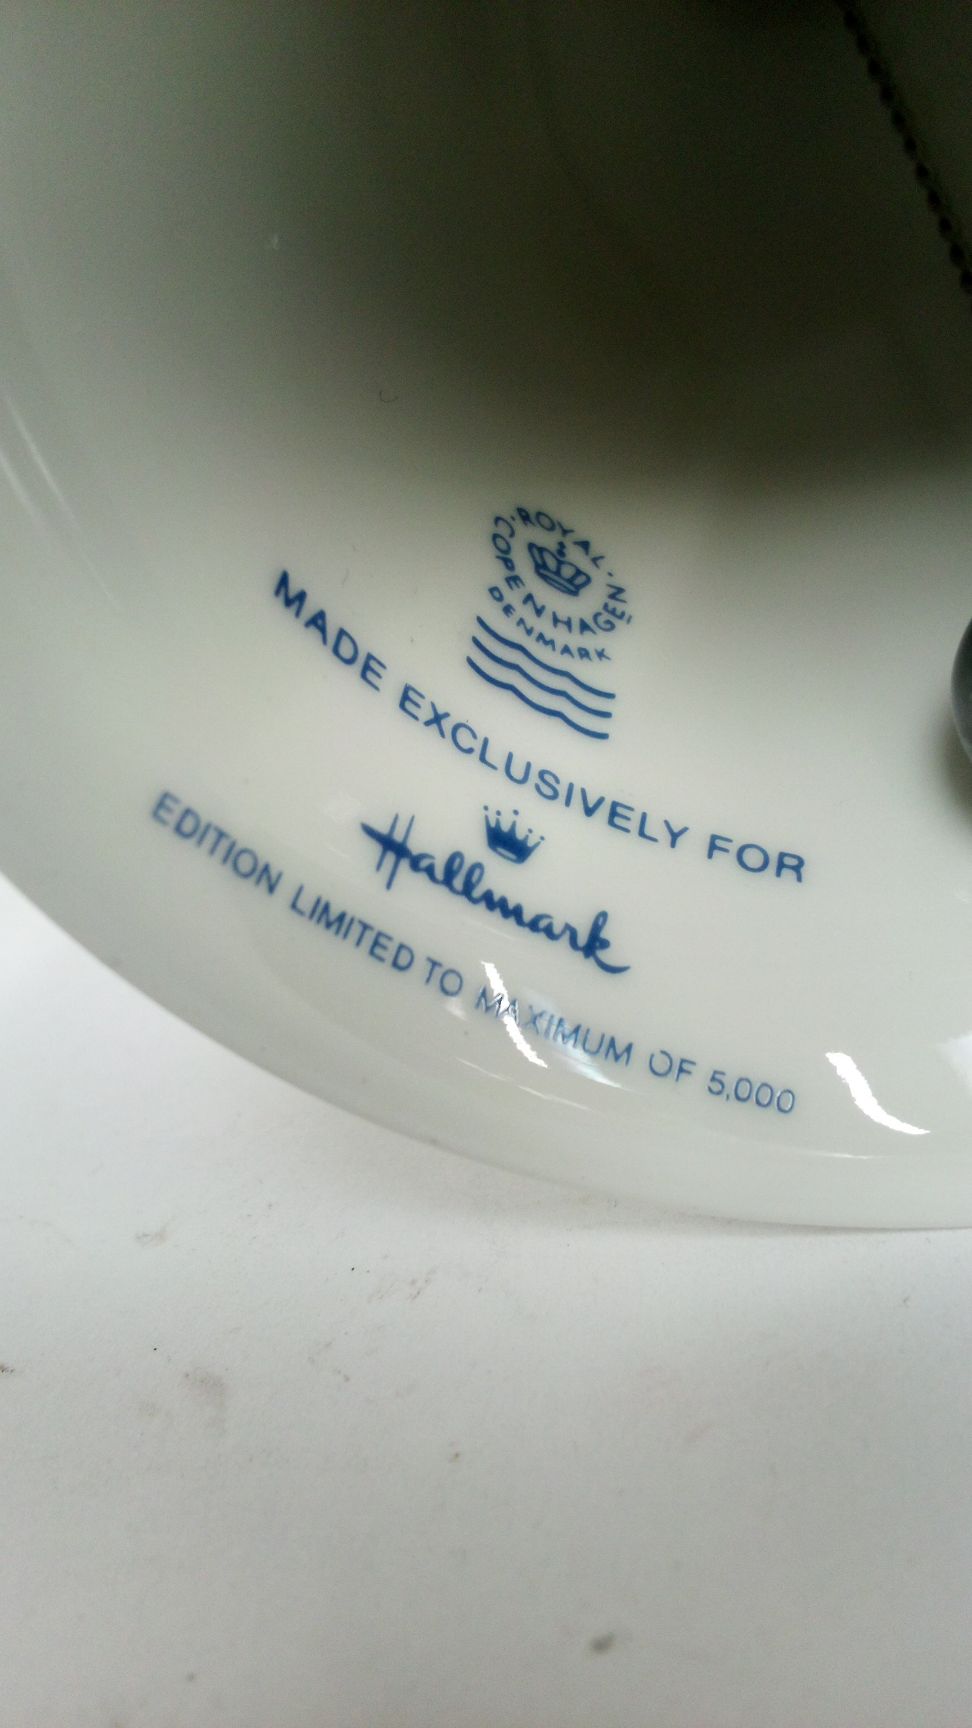 ROYAL
COPENHAGEN
DENMARK
MADE EXCLUSIVELY FOR
Hallmark
EDITION LIMITED TO MAXIMUM OF 5,000